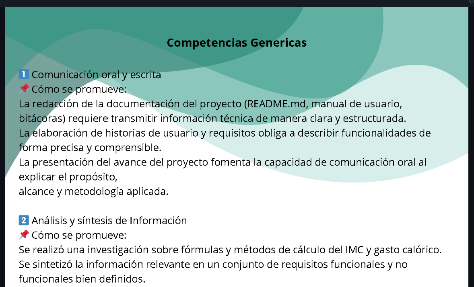 Competencias Genericas
1️⃣ Comunicación oral y escrita
📌 Cómo se promueve:
La redacción de la documentación del proyecto (README.md, manual de usuario,
bitácoras) requiere transmitir información técnica de manera clara y estructurada.
La elaboración de historias de usuario y requisitos obliga a describir funcionalidades de
forma precisa y comprensible.
La presentación del avance del proyecto fomenta la capacidad de comunicación oral al
explicar el propósito,
alcance y metodología aplicada.
2️⃣ Análisis y síntesis de Información
📌 Cómo se promueve:
Se realizó una investigación sobre fórmulas y métodos de cálculo del IMC y gasto calórico.
Se sintetizó la información relevante en un conjunto de requisitos funcionales y no
funcionales bien definidos.